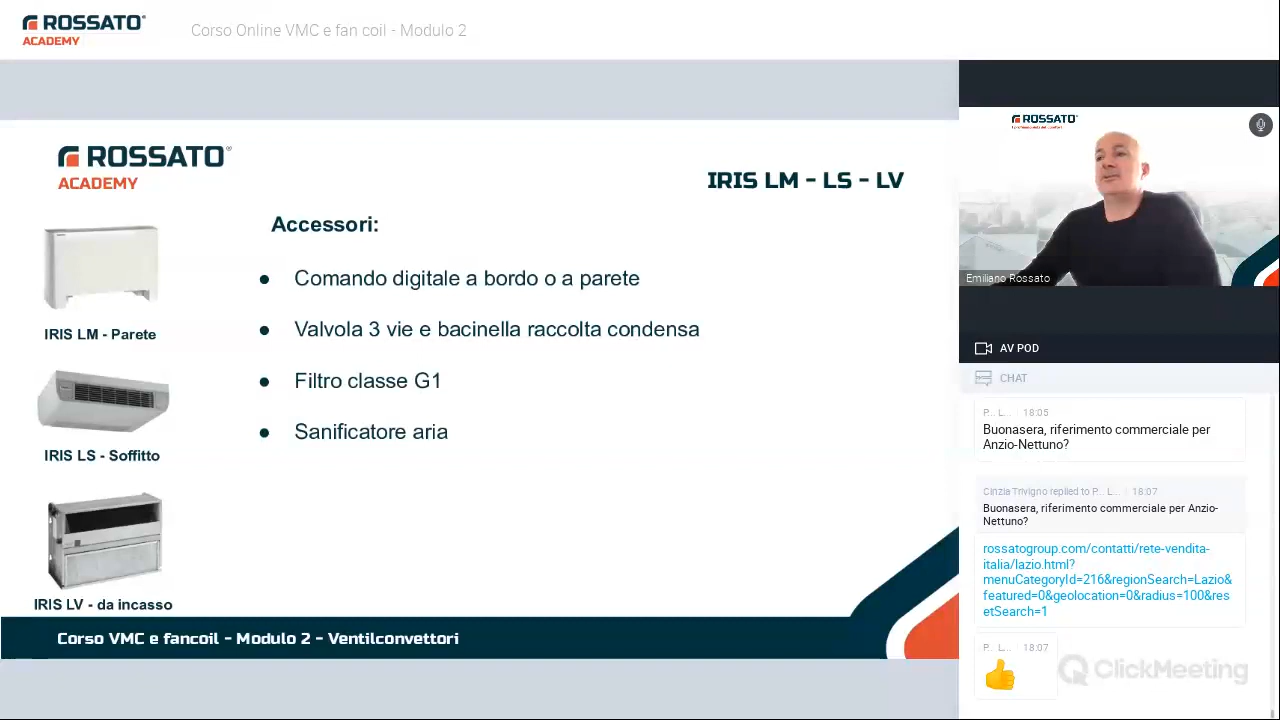 ROSSATO
ACADEMY
Corso Online VMC e fan coil - Modulo 2
ROSSATO
ACADEMY
IRIS LM - LS - LV
Accessori:
● Comando digitale a bordo o a parete
● Valvola 3 vie e bacinella raccolta condensa
● Filtro classe G1
● Sanificatore aria
IRIS LM - Parete
IRIS LS - Soffitto
IRIS LV - da incasso
Corso VMC e fancoil - Modulo 2 - Ventilconvettori
ROSSATO
Emiliano Rossato
AV POD
CHAT
P... L... | 18:05
Buonasera, riferimento commerciale per
Anzio-Nettuno?
Cinzia Trivigno replied to P... L... | 18:07
Buonasera, riferimento commerciale per Anzio-
Nettuno?
rossatogroup.com/contatti/rete-vendita-
italia/lazio.html?
menuCategoryId=216&regionSearch=Lazio&
featured=0&geolocation=0&radius=100&res
etSearch=1
P... L... | 18:07
ClickMeeting